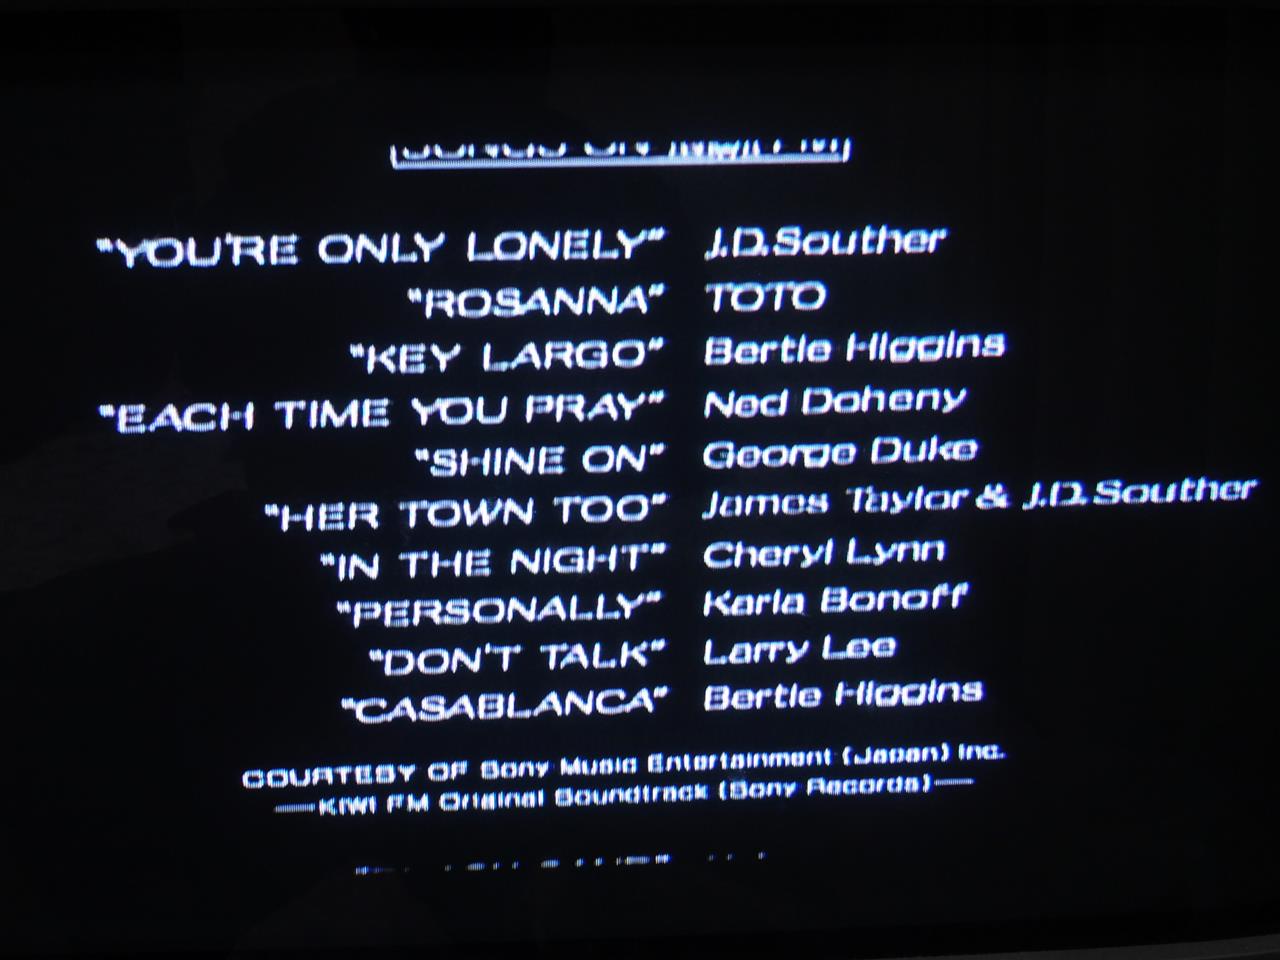 "YOU'RE ONLY LONELY" J.D.Souther
"ROSANNA" TOTO
"KEY LARGO" Bertie Higgins
"EACH TIME YOU PRAY" Ned Doheny
"SHINE ON" George Duke
"HER TOWN TOO" James Taylor & J.D.Souther
"IN THE NIGHT" Cheryl Lynn
"PERSONALLY" Karla Bonoff
"DON'T TALK" Larry Lee
"CASABLANCA" Bertie Higgins
COURTESY OF Sony Music Entertainment (Japan) Inc.
—KIWI FM Original Soundtrack (Sony Records)—